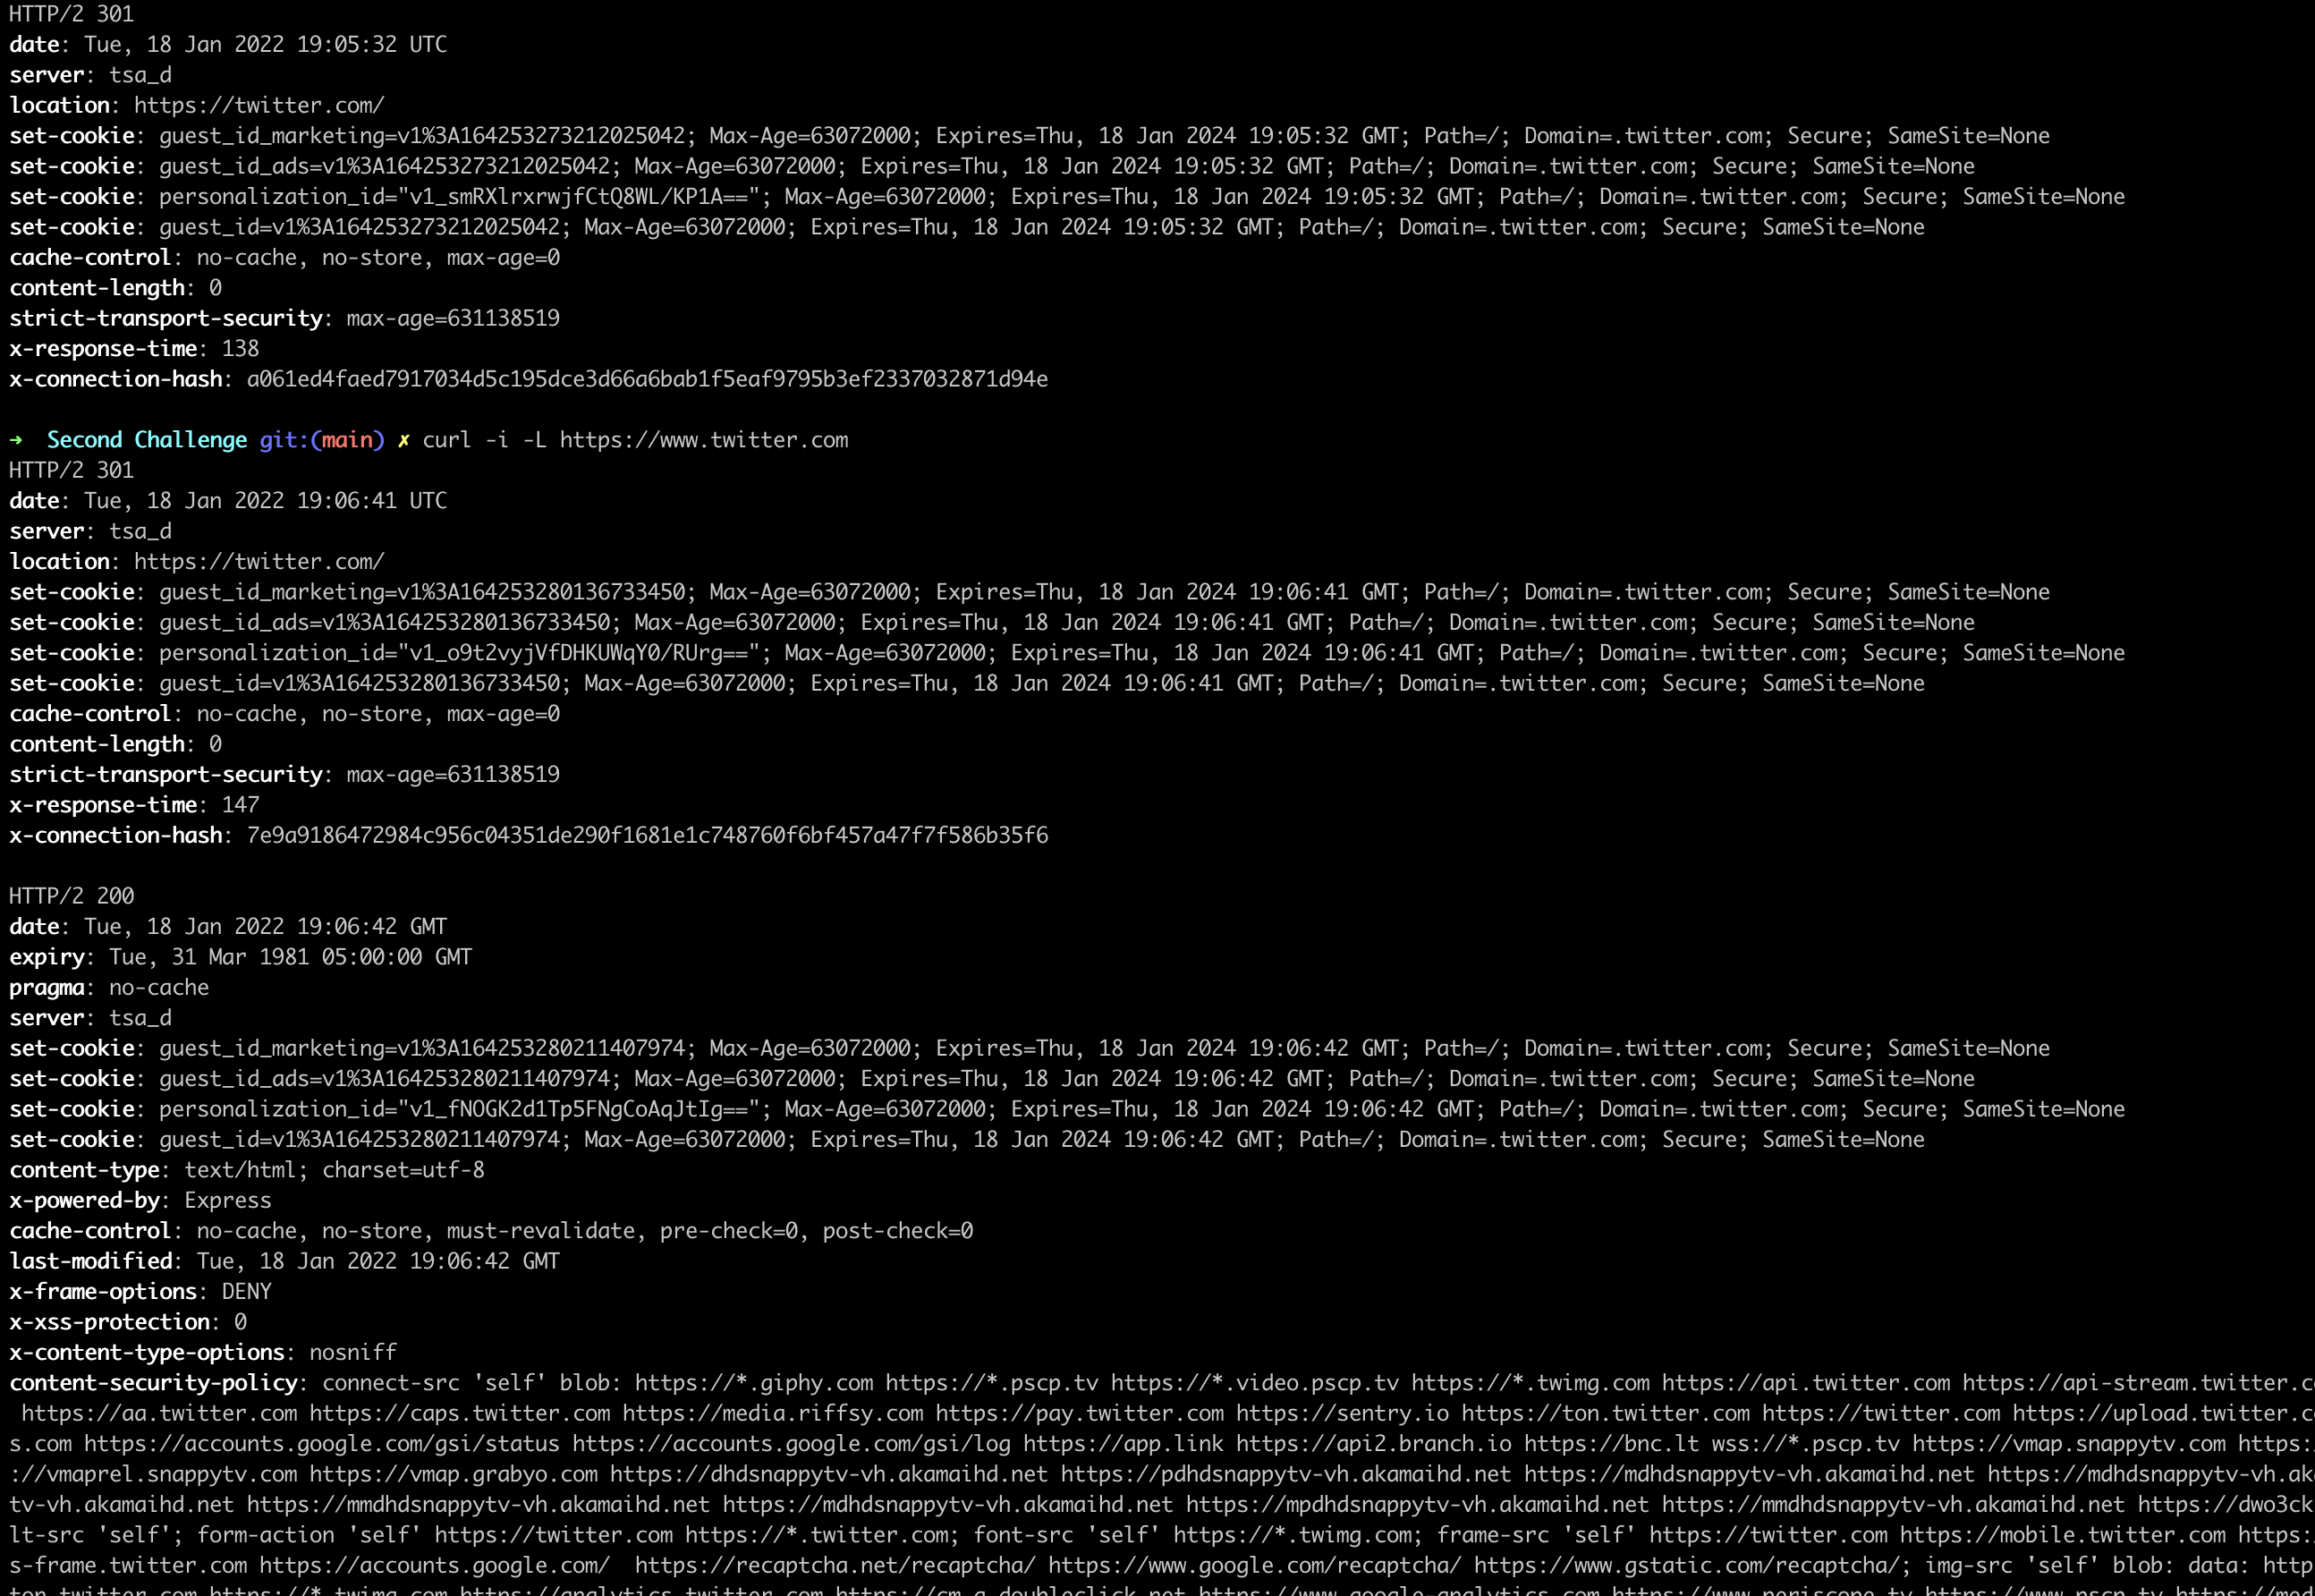 HTTP/2 301
date: Tue, 18 Jan 2022 19:05:32 UTC
server: tsa_d
location: https://twitter.com/
set-cookie: guest_id_marketing=v1%3A164253273212025042; Max-Age=63072000; Expires=Thu, 18 Jan 2024 19:05:32 GMT; Path=/; Domain=.twitter.com; Secure; SameSite=None
set-cookie: guest_id_ads=v1%3A164253273212025042; Max-Age=63072000; Expires=Thu, 18 Jan 2024 19:05:32 GMT; Path=/; Domain=.twitter.com; Secure; SameSite=None
set-cookie: personalization_id="v1_smRXlrxrwjfCtQ8WL/KP1A=="; Max-Age=63072000; Expires=Thu, 18 Jan 2024 19:05:32 GMT; Path=/; Domain=.twitter.com; Secure; SameSite=None
set-cookie: guest_id=v1%3A164253273212025042; Max-Age=63072000; Expires=Thu, 18 Jan 2024 19:05:32 GMT; Path=/; Domain=.twitter.com; Secure; SameSite=None
cache-control: no-cache, no-store, max-age=0
content-length: 0
strict-transport-security: max-age=631138519
x-response-time: 138
x-connection-hash: a061ed4faed7917034d5c195dce3d66a6bab1f5eaf9795b3ef2337032871d94e
➜  Second Challenge git:(main) ✗ curl -i -L https://www.twitter.com
HTTP/2 301
date: Tue, 18 Jan 2022 19:06:41 UTC
server: tsa_d
location: https://twitter.com/
set-cookie: guest_id_marketing=v1%3A164253280136733450; Max-Age=63072000; Expires=Thu, 18 Jan 2024 19:06:41 GMT; Path=/; Domain=.twitter.com; Secure; SameSite=None
set-cookie: guest_id_ads=v1%3A164253280136733450; Max-Age=63072000; Expires=Thu, 18 Jan 2024 19:06:41 GMT; Path=/; Domain=.twitter.com; Secure; SameSite=None
set-cookie: personalization_id="v1_o9t2vyjVfDHKUWqY0/RUrg=="; Max-Age=63072000; Expires=Thu, 18 Jan 2024 19:06:41 GMT; Path=/; Domain=.twitter.com; Secure; SameSite=None
set-cookie: guest_id=v1%3A164253280136733450; Max-Age=63072000; Expires=Thu, 18 Jan 2024 19:06:41 GMT; Path=/; Domain=.twitter.com; Secure; SameSite=None
cache-control: no-cache, no-store, max-age=0
content-length: 0
strict-transport-security: max-age=631138519
x-response-time: 147
x-connection-hash: 7e9a9186472984c956c04351de290f1681e1c748760f6bf457a47f7f586b35f6
HTTP/2 200
date: Tue, 18 Jan 2022 19:06:42 GMT
expiry: Tue, 31 Mar 1981 05:00:00 GMT
pragma: no-cache
server: tsa_d
set-cookie: guest_id_marketing=v1%3A164253280211407974; Max-Age=63072000; Expires=Thu, 18 Jan 2024 19:06:42 GMT; Path=/; Domain=.twitter.com; Secure; SameSite=None
set-cookie: guest_id_ads=v1%3A164253280211407974; Max-Age=63072000; Expires=Thu, 18 Jan 2024 19:06:42 GMT; Path=/; Domain=.twitter.com; Secure; SameSite=None
set-cookie: personalization_id="v1_fNOGK2d1Tp5FNgCoAqJtIg=="; Max-Age=63072000; Expires=Thu, 18 Jan 2024 19:06:42 GMT; Path=/; Domain=.twitter.com; Secure; SameSite=None
set-cookie: guest_id=v1%3A164253280211407974; Max-Age=63072000; Expires=Thu, 18 Jan 2024 19:06:42 GMT; Path=/; Domain=.twitter.com; Secure; SameSite=None
content-type: text/html; charset=utf-8
x-powered-by: Express
cache-control: no-cache, no-store, must-revalidate, pre-check=0, post-check=0
last-modified: Tue, 18 Jan 2022 19:06:42 GMT
x-frame-options: DENY
x-xss-protection: 0
x-content-type-options: nosniff
content-security-policy: connect-src 'self' blob: https://*.giphy.com https://*.pscp.tv https://*.video.pscp.tv https://*.twimg.com https://api.twitter.com https://api-stream.twitter.c
https://aa.twitter.com https://caps.twitter.com https://media.riffsy.com https://pay.twitter.com https://sentry.io https://ton.twitter.com https://twitter.com https://upload.twitter.c
s.com https://accounts.google.com/gsi/status https://accounts.google.com/gsi/log https://app.link https://api2.branch.io https://bnc.lt wss://*.pscp.tv https://vmap.snappytv.com https:
://vmaprel.snappytv.com https://vmap.grabyo.com https://dhdsnappytv-vh.akamaihd.net https://pdhdsnappytv-vh.akamaihd.net https://mdhdsnappytv-vh.akamaihd.net https://mdhdsnappytv-vh.ak
tv-vh.akamaihd.net https://mmdhdsnappytv-vh.akamaihd.net https://mdhdsnappytv-vh.akamaihd.net https://mpdhdsnappytv-vh.akamaihd.net https://mmdhdsnappytv-vh.akamaihd.net https://dwo3ck
lt-src 'self'; form-action 'self' https://twitter.com https://*.twitter.com; font-src 'self' https://*.twimg.com; frame-src 'self' https://twitter.com https://mobile.twitter.com https:
s-frame.twitter.com https://accounts.google.com/  https://recaptcha.net/recaptcha/ https://www.google.com/recaptcha/ https://www.gstatic.com/recaptcha/; img-src 'self' blob: data: http
ton.twitter.com https://*.twimg.com https://analytics.twitter.com https://cm.g.doubleclick.net https://www.google-analytics.com https://www.periscope.tv https://www.pscp.tv https://me